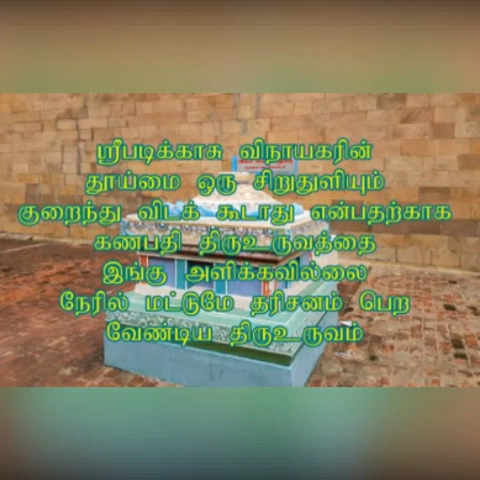 ஸ்ரீபடிக்காசு விநாயகரின்
தூய்மை ஒரு சிறுதுளியும்
குறைந்து விடக் கூடாது என்பதற்காக
கணபதி திருஉருவத்தை
இங்கு அளிக்கவில்லை
நேரில் மட்டுமே தரிசனம் பெற
வேண்டிய திருஉருவம்